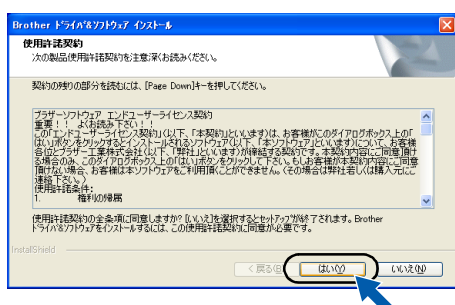 Brother ﾄﾞﾗｲﾊﾞ&ｿﾌﾄｳｪｱ ｲﾝｽﾄｰﾙ
使用許諾契約
次の製品使用許諾契約を注意深くお読みください。
契約の残りの部分を読むには、[Page Down]キーを押してください。
ブラザーソフトウェア エンドユーザーライセンス契約
重要！！ よくお読み下さい！！
この「エンドユーザーライセンス契約」（以下、「本契約」といいます）は、お客様がこのダイアログボックス上の「
はい」ボタンをクリックするとインストールされるソフトウェア（以下、「本ソフトウェア」といいます）について、お客様
各位とブラザー工業株式会社（以下、「弊社」といいます）が締結する契約です。本契約内容にご同意頂け
る場合のみ、このダイアログボックス上の「はい」ボタンをクリックして下さい。もしお客様が本契約内容にご同意
頂けない場合、お客様は本ソフトウェアをご利用頂くことができません。（その場合は弊社若しくは購入元にご
連絡下さい。）
使用許諾条件：
1. 権利の帰属
使用許諾契約の全条項に同意しますか? [いいえ]を選択するとｾｯﾄｱｯﾌﾟが終了されます。Brother
ﾄﾞﾗｲﾊﾞ&ｿﾌﾄｳｪｱをｲﾝｽﾄｰﾙするには、この使用許諾契約に同意が必要です。
InstallShield
< 戻る(B) はい(Y) いいえ(N)